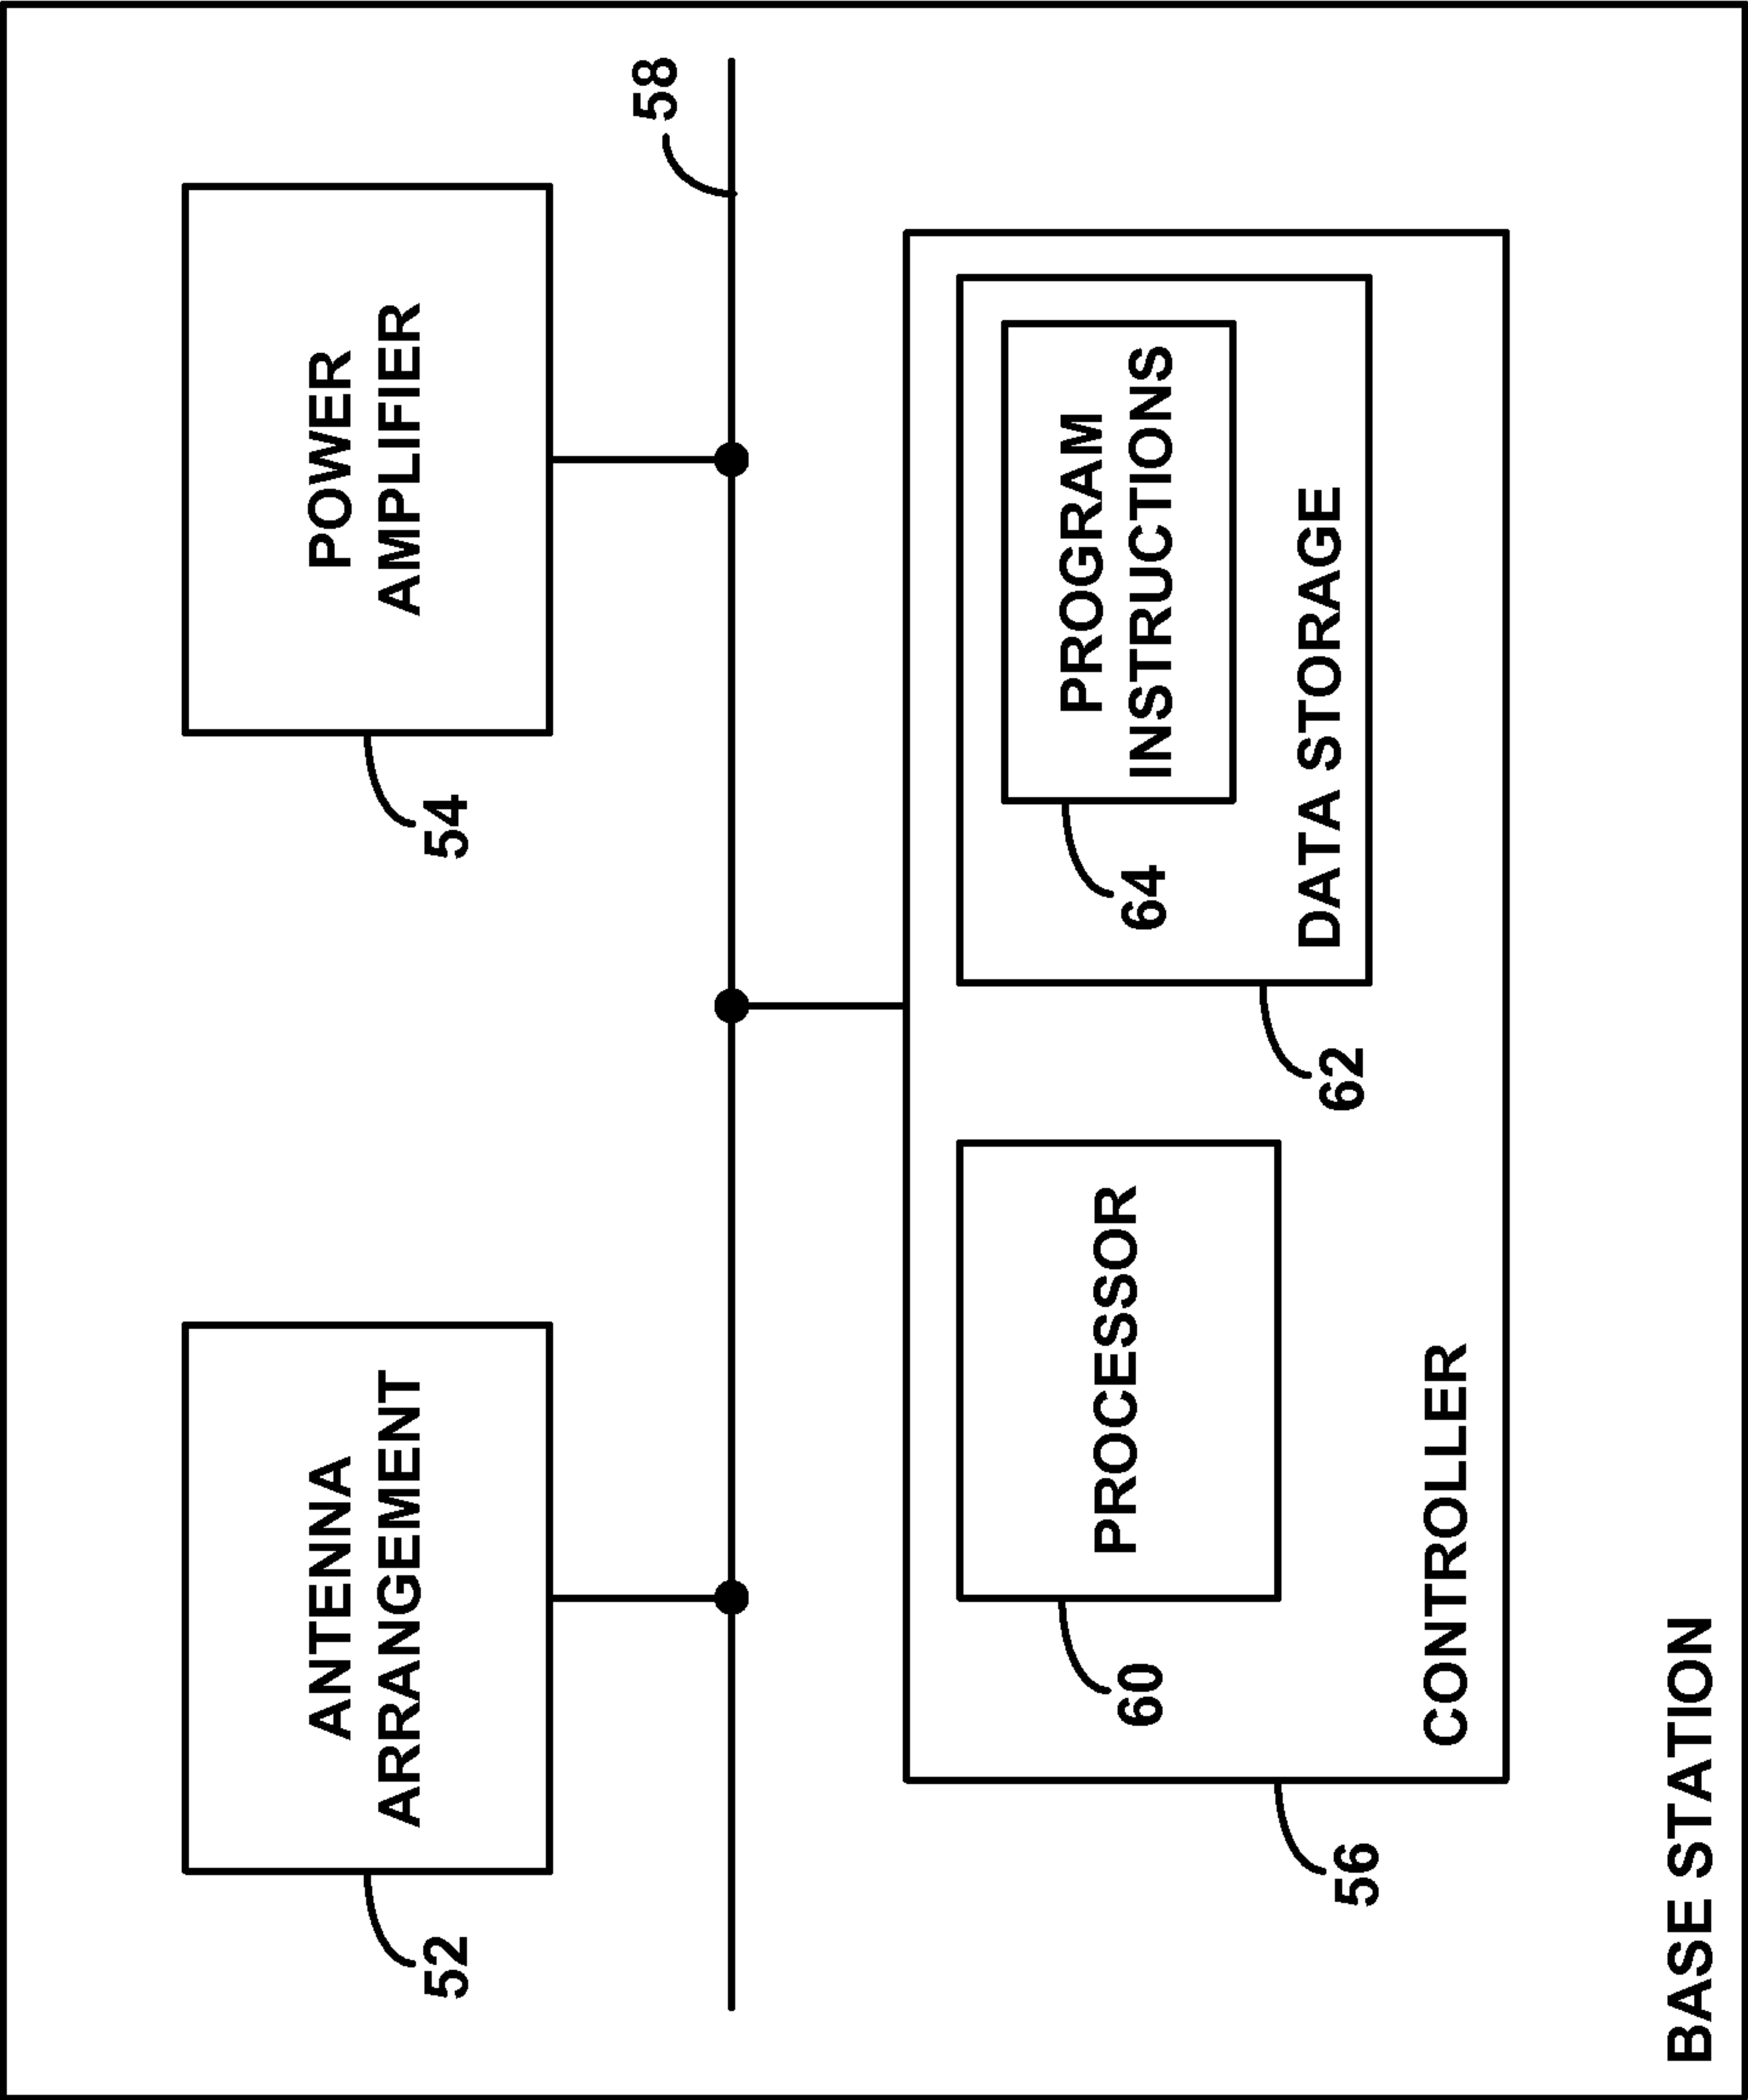 ANTENNA
ARRANGEMENT
52
POWER
AMPLIFIER
54
58
PROCESSOR
60
PROGRAM
INSTRUCTIONS
64
DATA STORAGE
62
CONTROLLER
56
BASE STATION